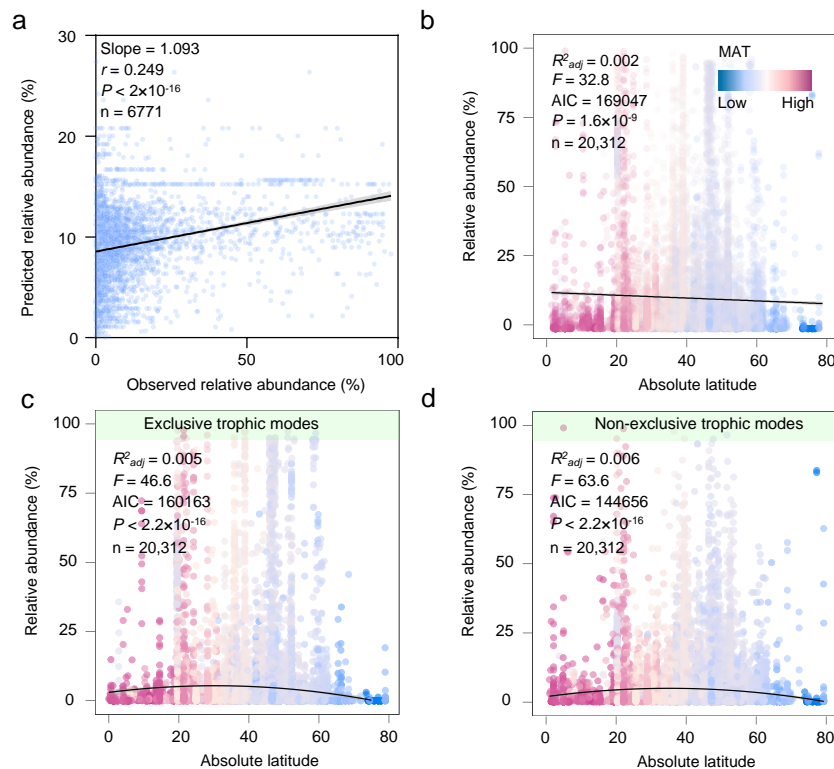 a
30
20
10
0
Predicted relative abundance (%)
Slope = 1.093
r = 0.249
P < 2×10-16
n = 6771
0
50
100
Observed relative abundance (%)
b
100
75
50
25
0
Relative abundance (%)
R2adj = 0.002
F = 32.8
AIC = 169047
P = 1.6×10-9
n = 20,312
MAT
Low High
0 20 40 60 80
Absolute latitude
c
Exclusive trophic modes
100
75
50
25
0
Relative abundance (%)
R2adj = 0.005
F = 46.6
AIC = 160163
P < 2.2×10-16
n = 20,312
0 20 40 60 80
Absolute latitude
d
Non-exclusive trophic modes
100
75
50
25
0
Relative abundance (%)
R2adj = 0.006
F = 63.6
AIC = 144656
P < 2.2×10-16
n = 20,312
0 20 40 60 80
Absolute latitude